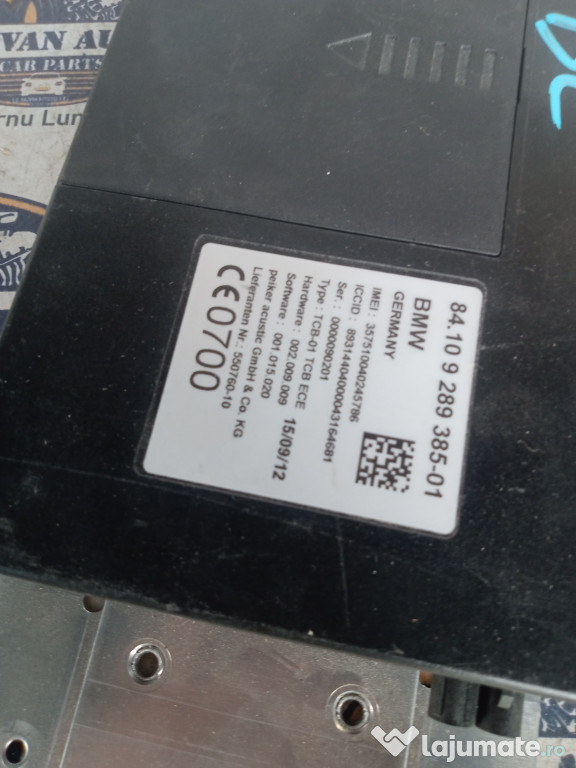 VAN AU
CAR PARTS
rnu Lun
84.10 9 289 385-01
BMW
GERMANY
IMEI : 357510040245786
ICCID : 8931440400004316468​1
Ser. : 0000090201
Type : TCB-01 TCB ECE
Hardware : 002.009.009
Software : 001.015.020
15/09/12
peiker acustic GmbH & Co. KG
Lieferanten Nr.: 550760-10
CE0700
lajumate.ro